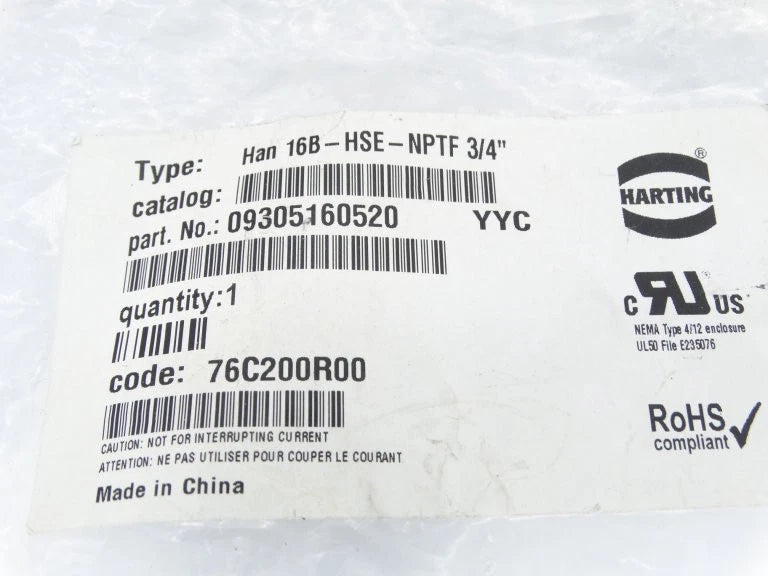 Type: Han 16B-HSE-NPTF 3/4"
catalog:
part. No.: 09305160520 YYC
quantity:1
code: 76C200R00
CAUTION: NOT FOR INTERRUPTING CURRENT
ATTENTION: NE PAS UTILISER POUR COUPER LE COURANT
Made in China
®
HARTING
c RU US
NEMA Type 4/12 enclosure
UL50 File E235076
RoHS
compliant